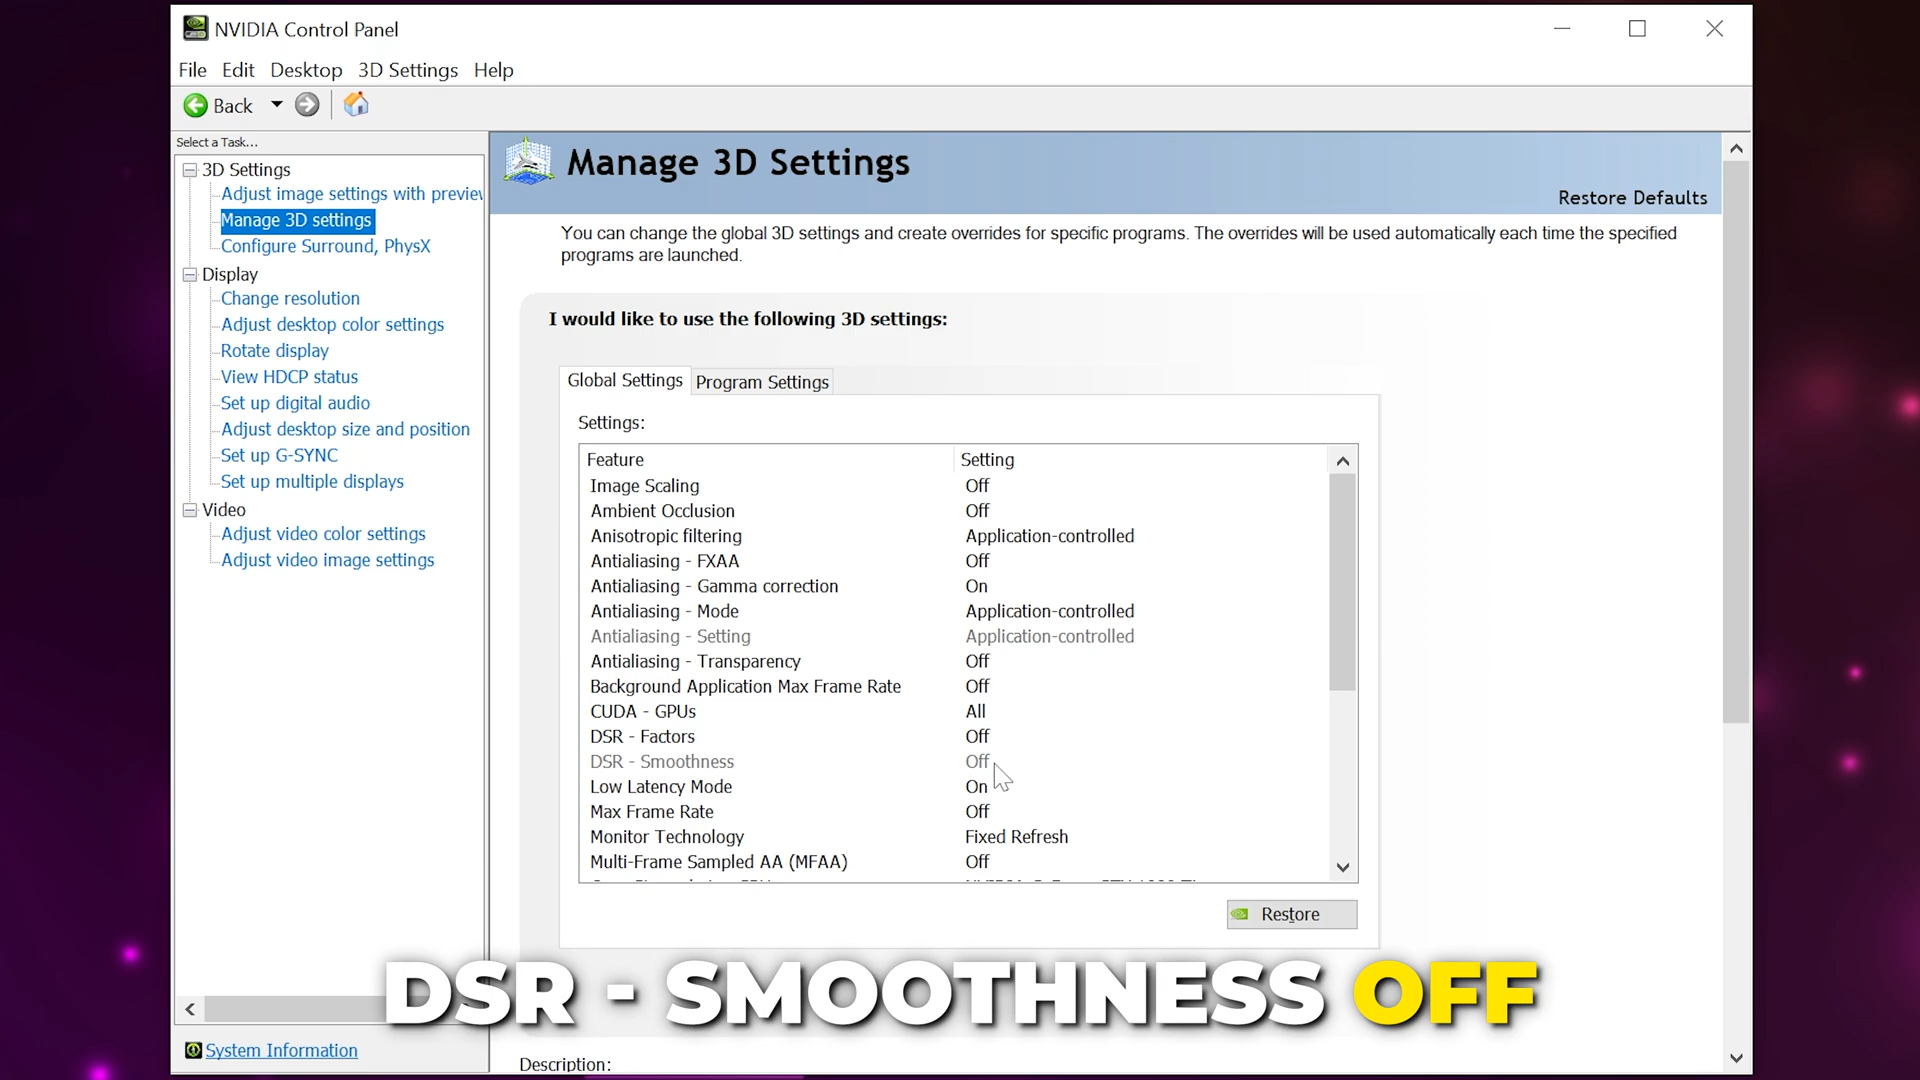 NVIDIA Control Panel
File Edit Desktop 3D Settings Help
Back
Select a Task...
3D Settings
Adjust image settings with preview
Manage 3D settings
Configure Surround, PhysX
Display
Change resolution
Adjust desktop color settings
Rotate display
View HDCP status
Set up digital audio
Adjust desktop size and position
Set up G-SYNC
Set up multiple displays
Video
Adjust video color settings
Adjust video image settings
System Information
Manage 3D Settings
Restore Defaults
You can change the global 3D settings and create overrides for specific programs. The overrides will be used automatically each time the specified
programs are launched.
I would like to use the following 3D settings:
Global Settings Program Settings
Settings:
Feature Setting
Image Scaling Off
Ambient Occlusion Off
Anisotropic filtering Application-controlled
Antialiasing - FXAA Off
Antialiasing - Gamma correction On
Antialiasing - Mode Application-controlled
Antialiasing - Setting Application-controlled
Antialiasing - Transparency Off
Background Application Max Frame Rate Off
CUDA - GPUs All
DSR - Factors Off
DSR - Smoothness Off
Low Latency Mode On
Max Frame Rate Off
Monitor Technology Fixed Refresh
Multi-Frame Sampled AA (MFAA) Off
Restore
DSR - SMOOTHNESS OFF
Description: